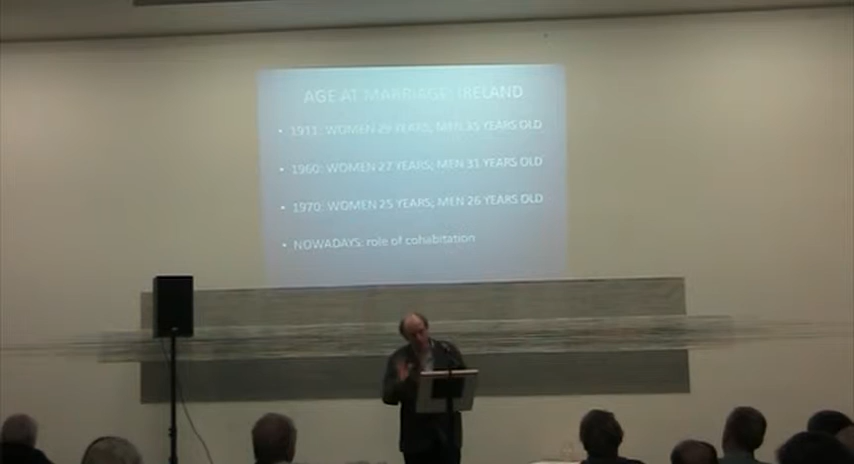 AGE AT MARRIAGE: IRELAND
• 1911: WOMEN 29 YEARS; MEN 35 YEARS OLD
• 1960: WOMEN 27 YEARS; MEN 31 YEARS OLD
• 1970: WOMEN 25 YEARS; MEN 26 YEARS OLD
• NOWADAYS: role of cohabitation